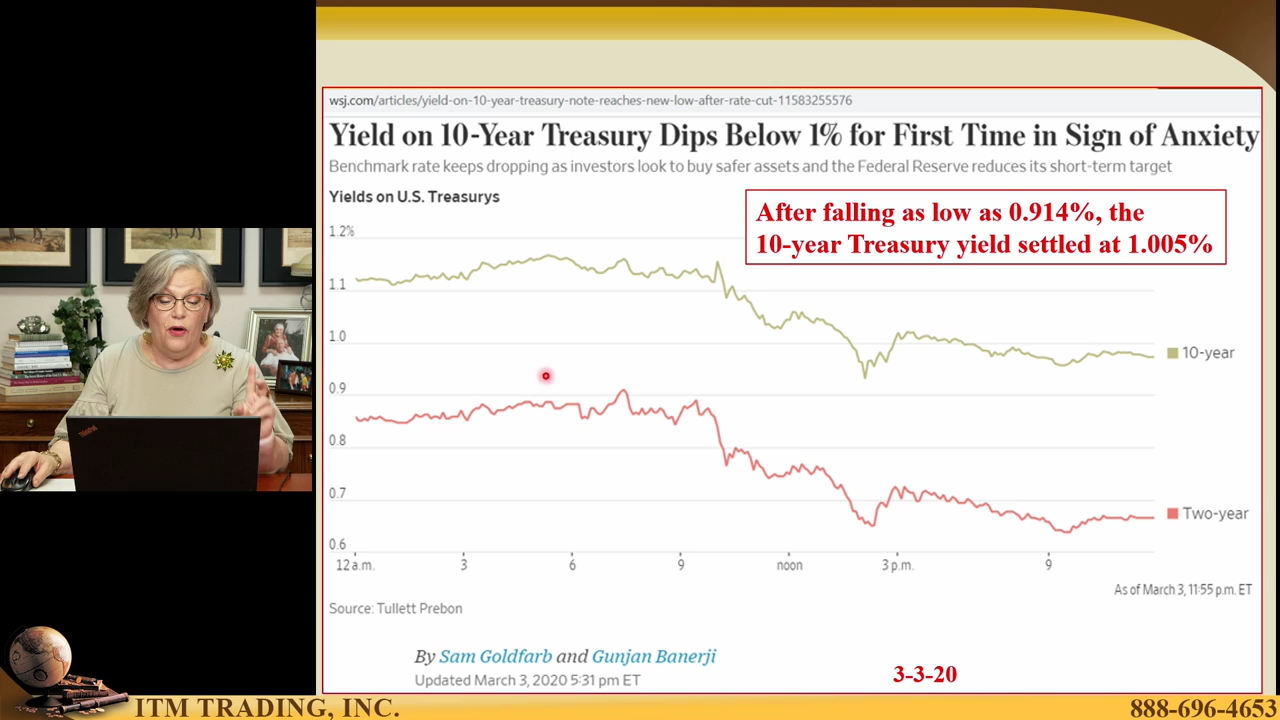 wsj.com/articles/yield-on-10-year-treasury-note-reaches-new-low-after-rate-cut-11583255576
Yield on 10-Year Treasury Dips Below 1% for First Time in Sign of Anxiety
Benchmark rate keeps dropping as investors look to buy safer assets and the Federal Reserve reduces its short-term target
Yields on U.S. Treasurys
After falling as low as 0.914%, the
10-year Treasury yield settled at 1.005%
1.2%
1.1
1.0
10-year
0.9
0.8
0.7
Two-year
0.6
12 a.m. 3 6 9 noon 3 p.m. 9
As of March 3, 11:55 p.m. ET
Source: Tullett Prebon
By Sam Goldfarb and Gunjan Banerji
Updated March 3, 2020 5:31 pm ET
3-3-20
ThinkPad
ITM TRADING, INC.
888-696-4653